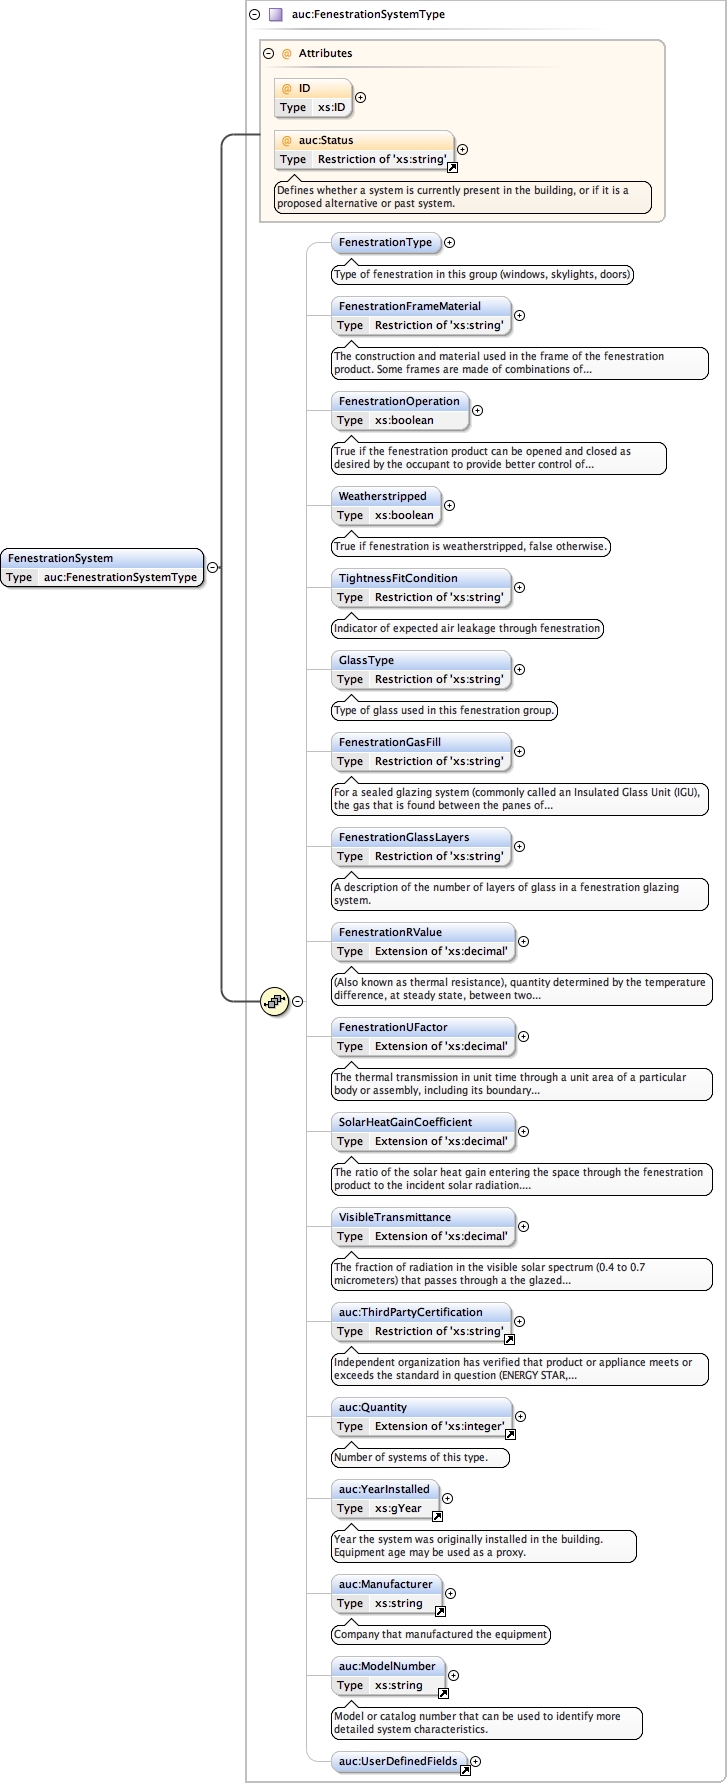 auc:FenestrationSystemType
@ Attributes
@ ID
Type xs:ID
@ auc:Status
Type Restriction of 'xs:string'
Defines whether a system is currently present in the building, or if it is a
proposed alternative or past system.
FenestrationType
Type of fenestration in this group (windows, skylights, doors)
FenestrationFrameMaterial
Type Restriction of 'xs:string'
The construction and material used in the frame of the fenestration
product. Some frames are made of combinations of...
FenestrationOperation
Type xs:boolean
True if the fenestration product can be opened and closed as
desired by the occupant to provide better control of...
Weatherstripped
Type xs:boolean
True if fenestration is weatherstripped, false otherwise.
FenestrationSystem
Type auc:FenestrationSystemType
TightnessFitCondition
Type Restriction of 'xs:string'
Indicator of expected air leakage through fenestration
GlassType
Type Restriction of 'xs:string'
Type of glass used in this fenestration group.
FenestrationGasFill
Type Restriction of 'xs:string'
For a sealed glazing system (commonly called an Insulated Glass Unit (IGU),
the gas that is found between the panes of...
FenestrationGlassLayers
Type Restriction of 'xs:string'
A description of the number of layers of glass in a fenestration glazing
system.
FenestrationRValue
Type Extension of 'xs:decimal'
(Also known as thermal resistance), quantity determined by the temperature
difference, at steady state, between two...
FenestrationUFactor
Type Extension of 'xs:decimal'
The thermal transmission in unit time through a unit area of a particular
body or assembly, including its boundary...
SolarHeatGainCoefficient
Type Extension of 'xs:decimal'
The ratio of the solar heat gain entering the space through the fenestration
product to the incident solar radiation....
VisibleTransmittance
Type Extension of 'xs:decimal'
The fraction of radiation in the visible solar spectrum (0.4 to 0.7
micrometers) that passes through a the glazed...
auc:ThirdPartyCertification
Type Restriction of 'xs:string'
Independent organization has verified that product or appliance meets or
exceeds the standard in question (ENERGY STAR,...
auc:Quantity
Type Extension of 'xs:integer'
Number of systems of this type.
auc:YearInstalled
Type xs:gYear
Year the system was originally installed in the building.
Equipment age may be used as a proxy.
auc:Manufacturer
Type xs:string
Company that manufactured the equipment
auc:ModelNumber
Type xs:string
Model or catalog number that can be used to identify more
detailed system characteristics.
auc:UserDefinedFields